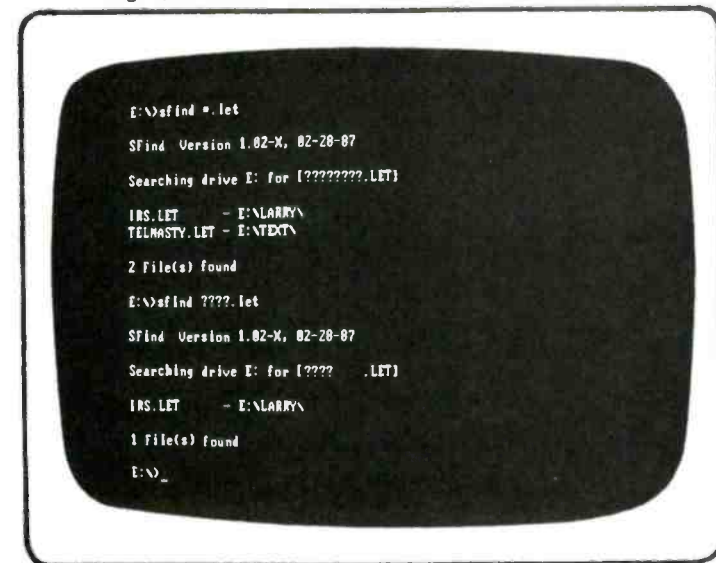 E:\>sfind *.let
SFind Version 1.02-X, 02-28-87
Searching drive E: for [????????.LET]
IRS.LET - E:\LARRY\
TELMASTY.LET - E:\TEXT\
2 File(s) found
E:\>sfind ????.let
SFind Version 1.02-X, 02-28-87
Searching drive E: for [???? .LET]
IRS.LET - E:\LARRY\
1 File(s) found
E:\>_